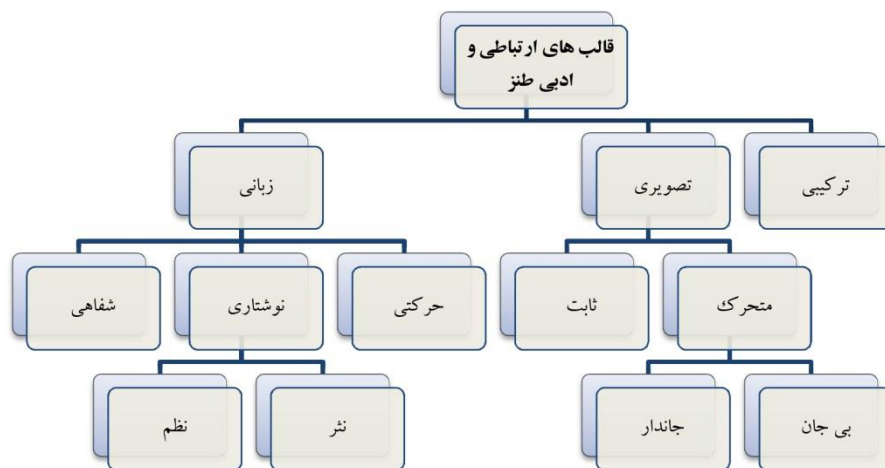 قالب های ارتباطی و
ادبی طنز
ترکیبی
تصویری
زبانی
متحرک
ثابت
حرکتی
نوشتاری
شفاهی
بی جان
جاندار
نثر
نظم